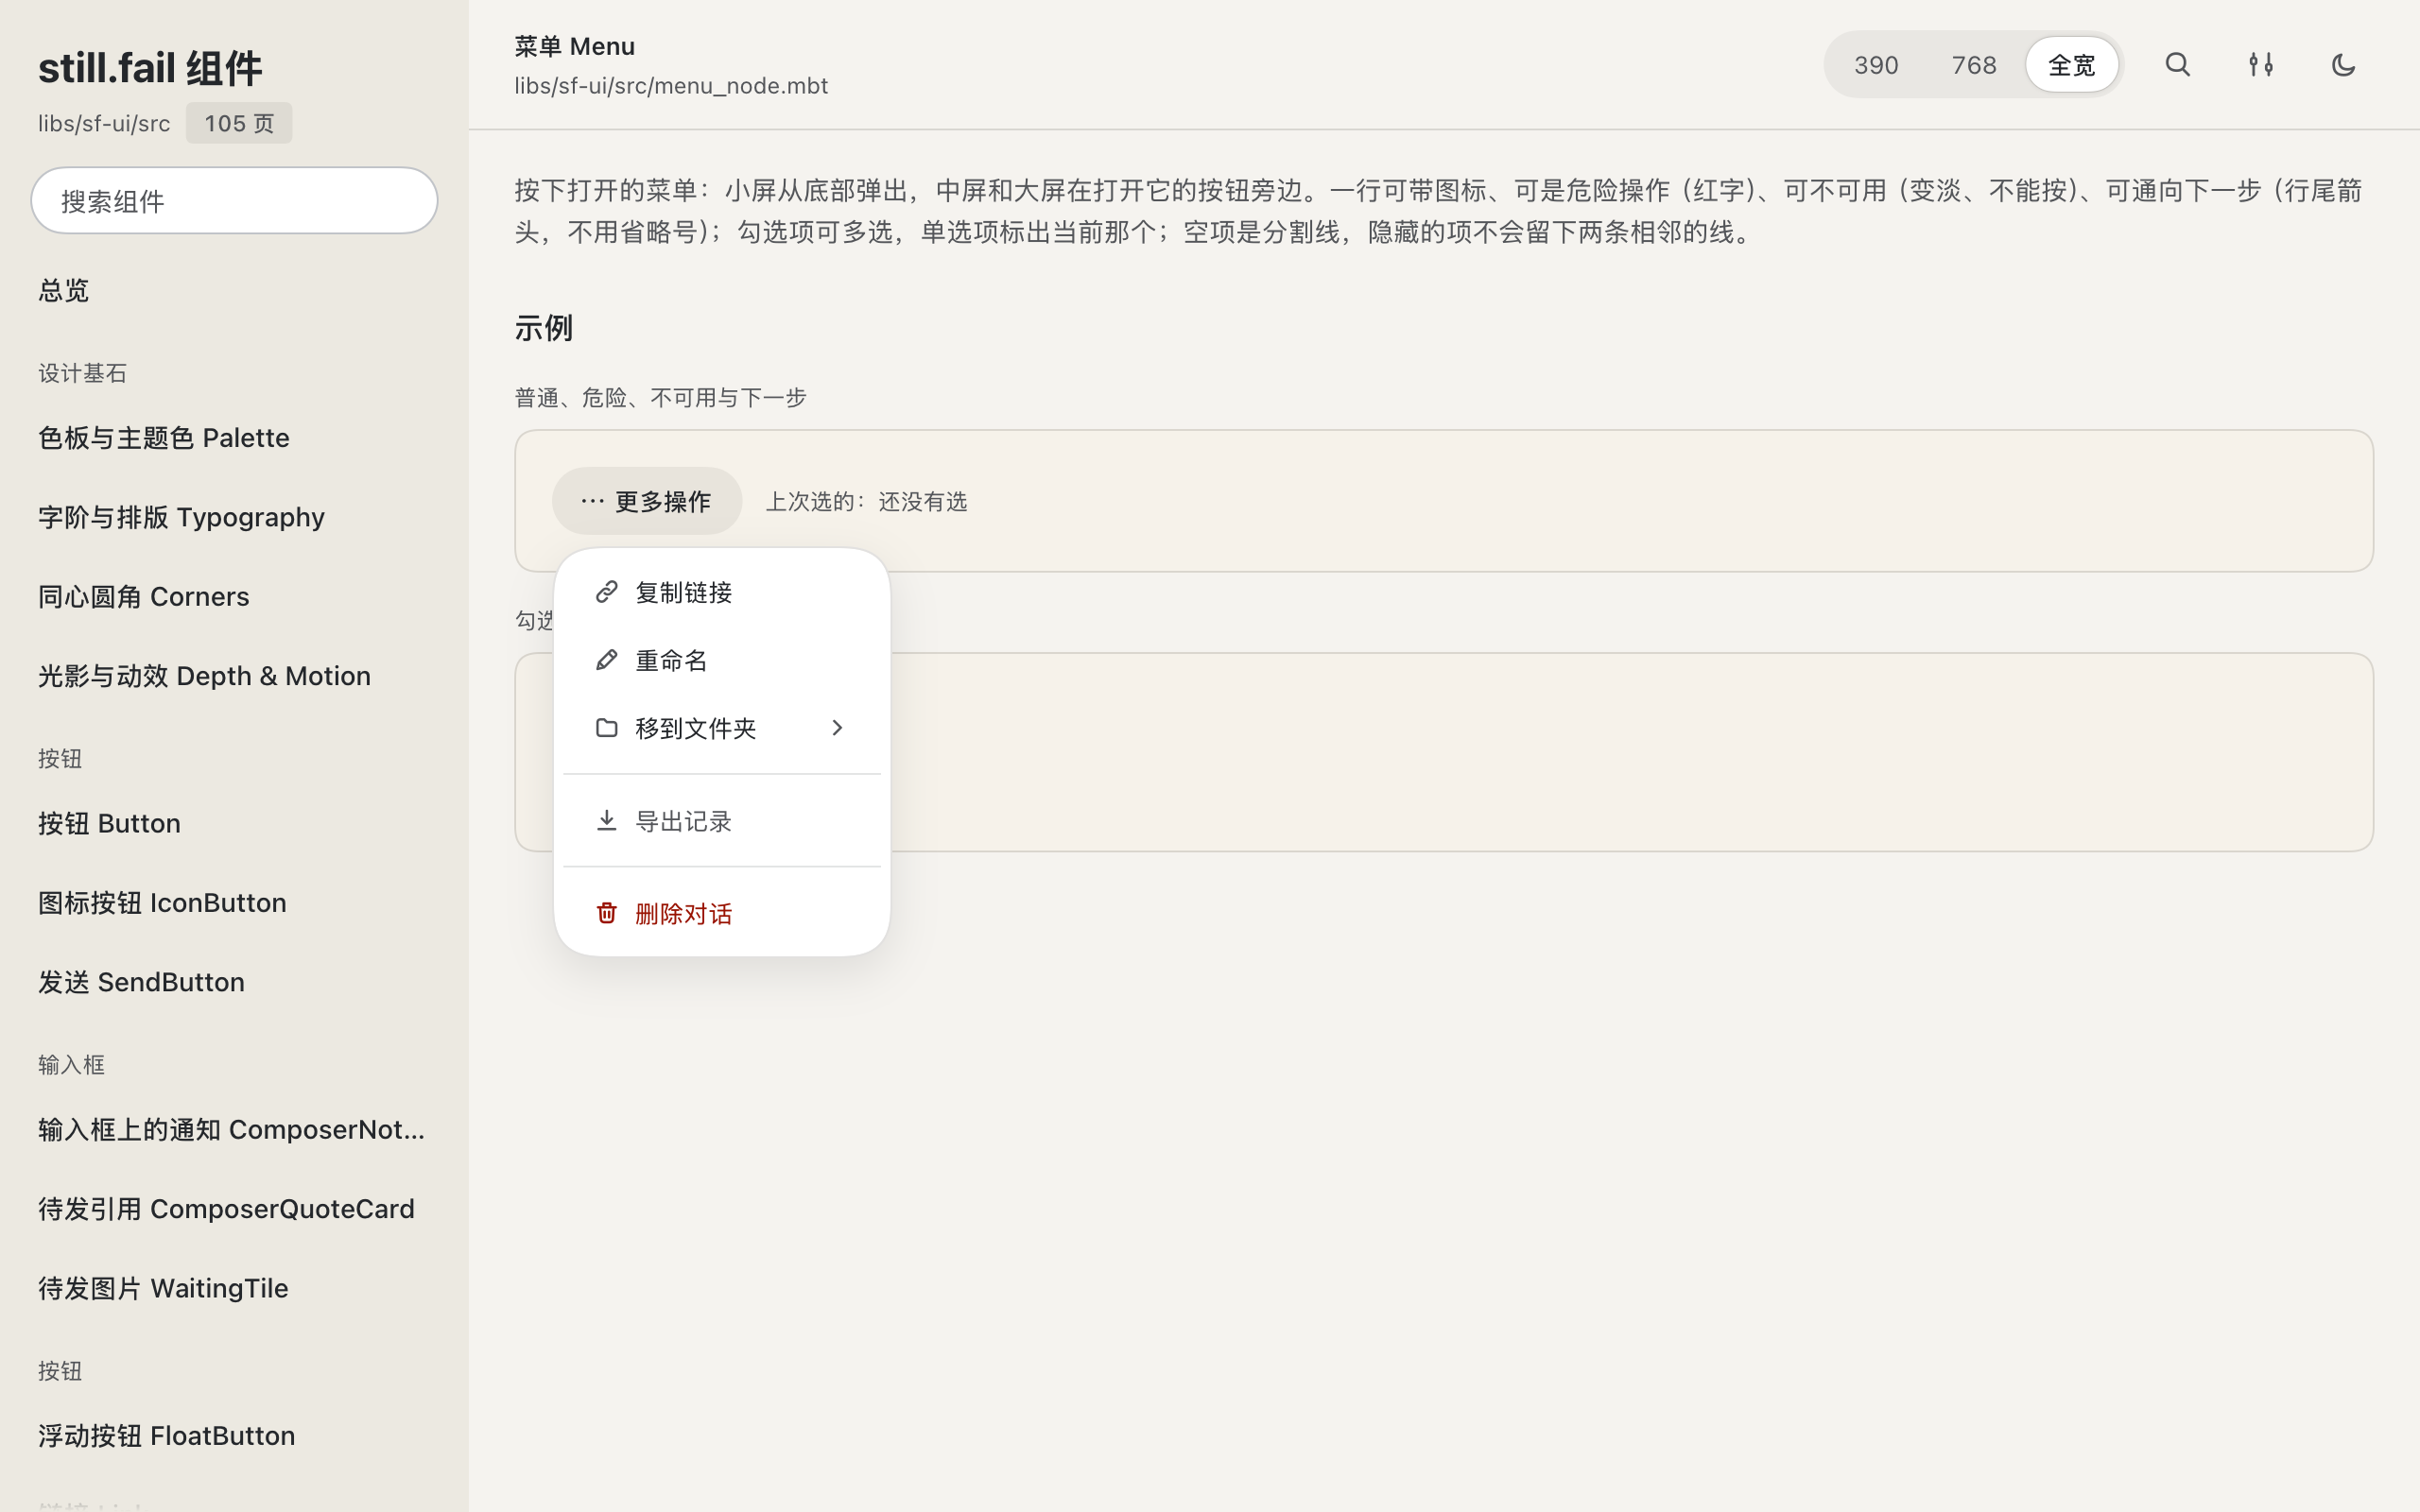 still.fail 组件
libs/sf-ui/src 105 页
搜索组件
总览
设计基石
色板与主题色 Palette
字阶与排版 Typography
同心圆角 Corners
光影与动效 Depth & Motion
按钮
按钮 Button
图标按钮 IconButton
发送 SendButton
输入框
输入框上的通知 ComposerNot...
待发引用 ComposerQuoteCard
待发图片 WaitingTile
按钮
浮动按钮 FloatButton
菜单 Menu
libs/sf-ui/src/menu_node.mbt
390 768 全宽
按下打开的菜单：小屏从底部弹出，中屏和大屏在打开它的按钮旁边。一行可带图标、可是危险操作（红字）、可不可用（变淡、不能按）、可通向下一步（行尾箭
头，不用省略号）；勾选项可多选，单选项标出当前那个；空项是分割线，隐藏的项不会留下两条相邻的线。
示例
普通、危险、不可用与下一步
··· 更多操作 上次选的：还没有选
勾选
复制链接
重命名
移到文件夹
导出记录
删除对话